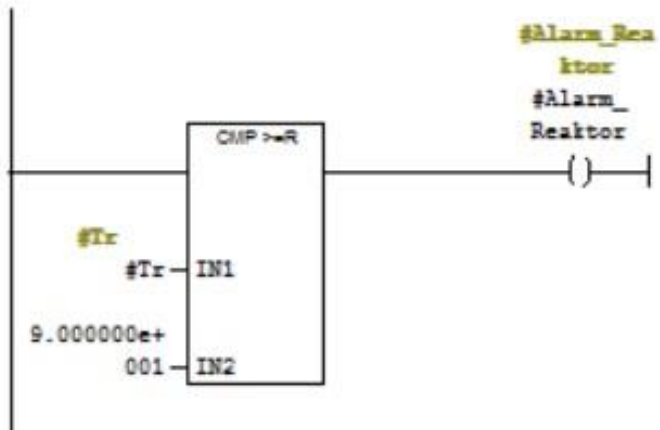 #Alarm_Rea
ktor
#Alarm_
Reaktor
CMP >=R
( )
#Tr
#Tr
IN1
9.000000e+
001
IN2